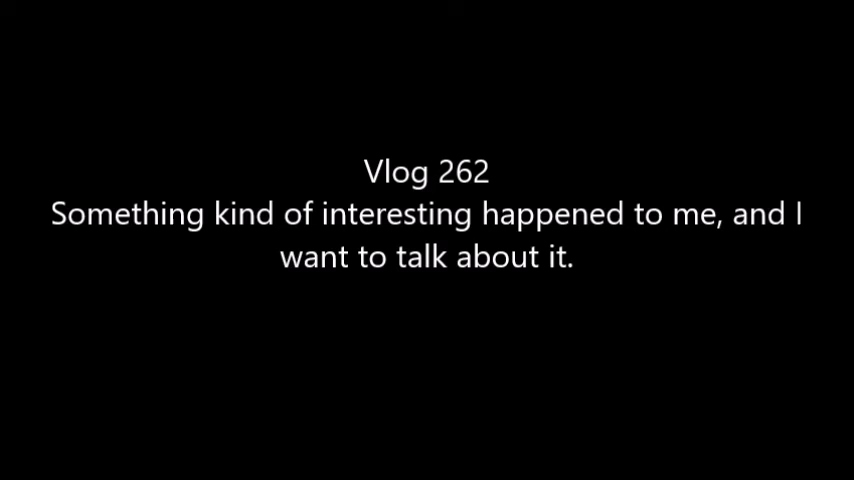 Vlog 262
Something kind of interesting happened to me, and I
want to talk about it.